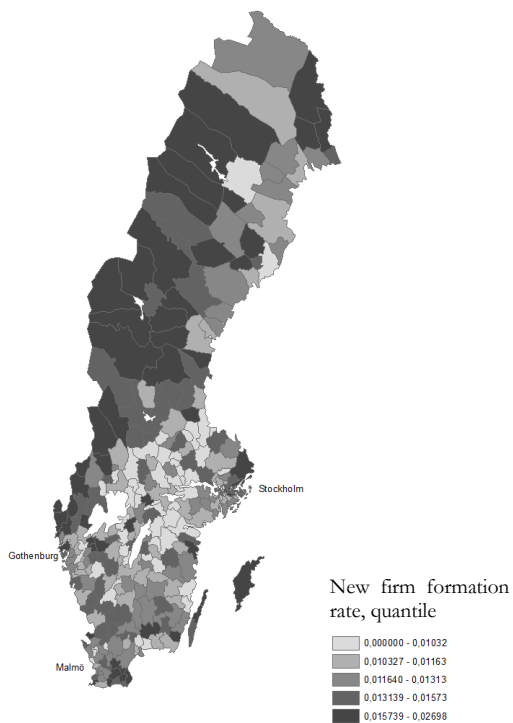 Stockholm
Gothenburg
Malmö
New firm formation
rate, quantile
0,000000 - 0,01032
0,010327 - 0,01163
0,011640 - 0,01313
0,013139 - 0,01573
0,015739 - 0,02698